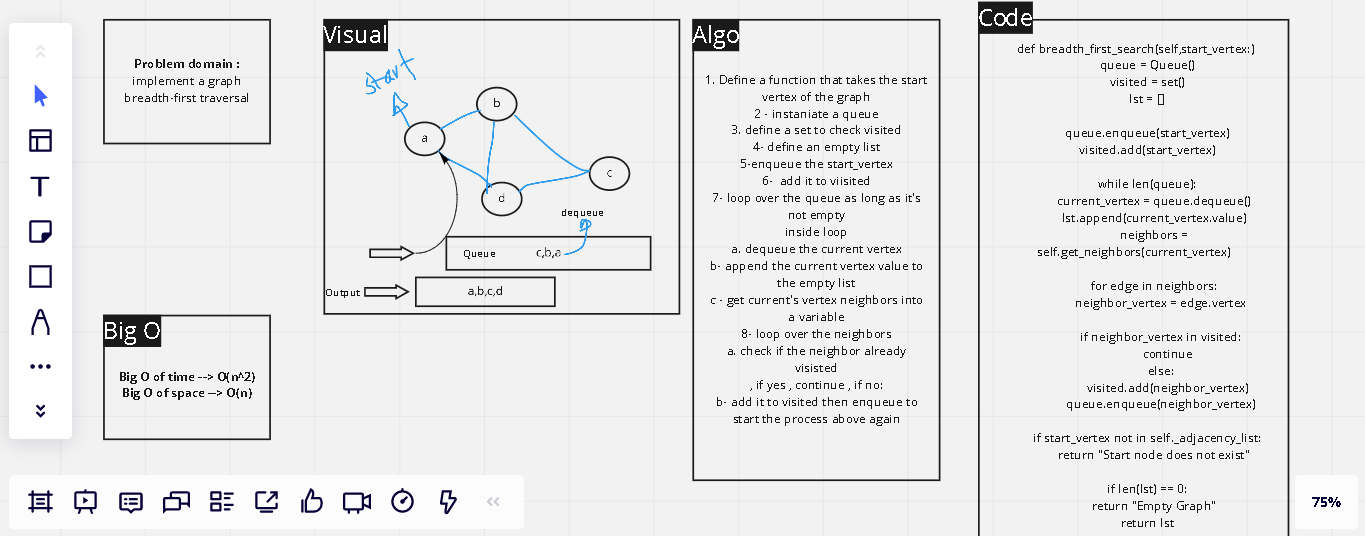 Problem domain :
implement a graph
breadth-first traversal
Big O
Big O of time --> O(n^2)
Big O of space --> O(n)
Visual
start
a
b
c
d
dequeue
Queue
c,b,a
Output
a,b,c,d
Algo
1. Define a function that takes the start
vertex of the graph
2 - instaniate a queue
3. define a set to check visited
4- define an empty list
5-enqueue the start_vertex
6-  add it to viisited
7- loop over the queue as long as it's
not empty
inside loop
a. dequeue the current vertex
b- append the current vertex value to
the empty list
c - get current's vertex neighbors into
a variable
8- loop over the neighbors
a. check if the neighbor already
visisted
, if yes , continue , if no:
b- add it to visited then enqueue to
start the process above again
Code
def breadth_first_search(self,start_vertex:)
queue = Queue()
visited = set()
lst = []
queue.enqueue(start_vertex)
visited.add(start_vertex)
while len(queue):
current_vertex = queue.dequeue()
lst.append(current_vertex.value)
neighbors =
self.get_neighbors(current_vertex)
for edge in neighbors:
neighbor_vertex = edge.vertex
if neighbor_vertex in visited:
continue
else:
visited.add(neighbor_vertex)
queue.enqueue(neighbor_vertex)
if start_vertex not in self._adjacency_list:
return "Start node does not exist"
if len(lst) == 0:
return "Empty Graph"
return lst
75%